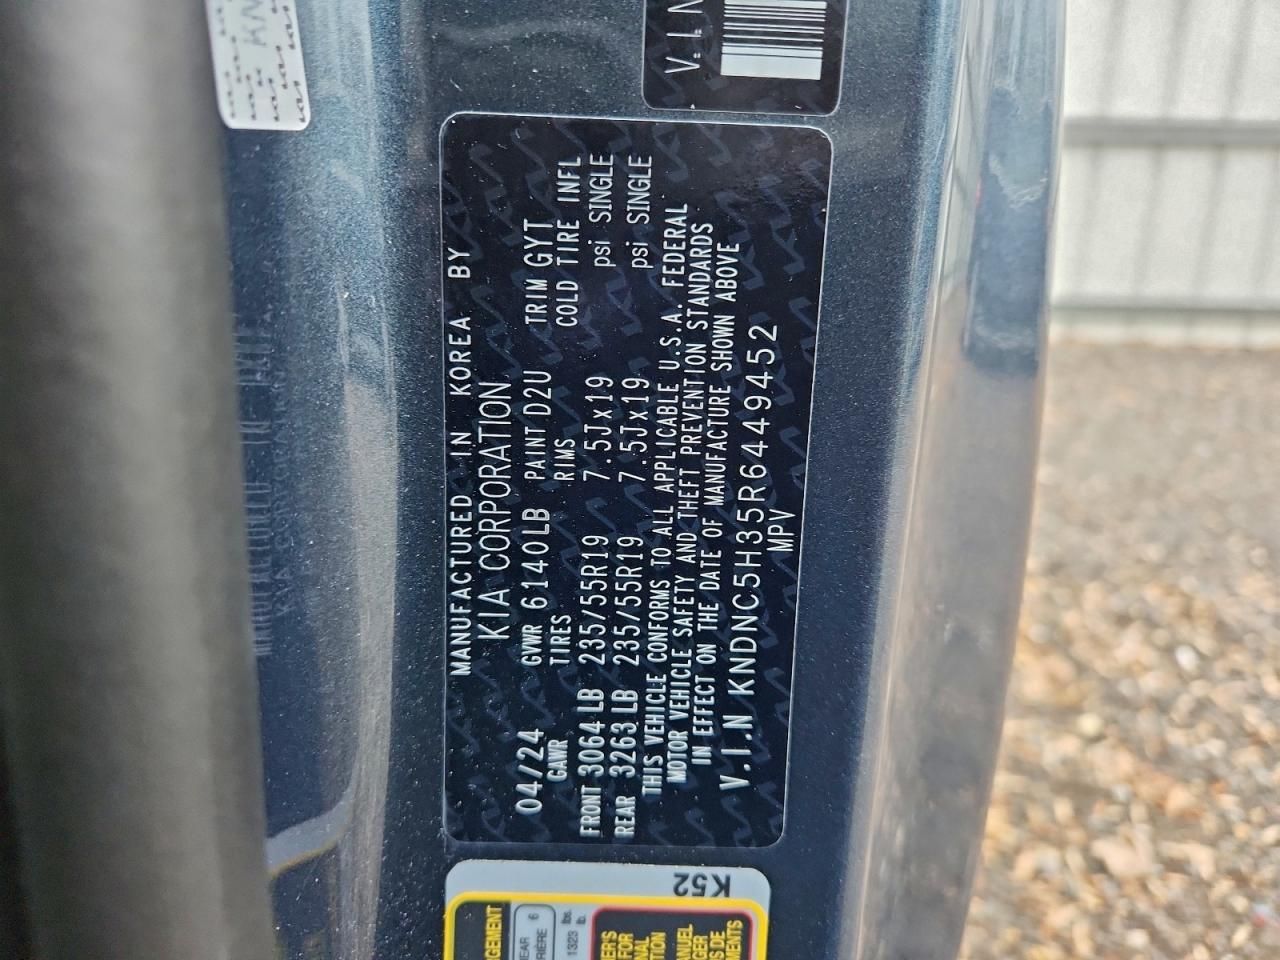 V.I.N
MANUFACTURED IN KOREA BY
KIA CORPORATION
04/24 GVWR 6140LB PAINT D2U TRIM GYT
GAWR TIRES RIMS COLD TIRE INFL
FRONT 3064 LB 235/55R19 7.5Jx19 psi SINGLE
REAR 3263 LB 235/55R19 7.5Jx19 psi SINGLE
THIS VEHICLE CONFORMS TO ALL APPLICABLE U.S.A. FEDERAL
MOTOR VEHICLE SAFETY AND THEFT PREVENTION STANDARDS
IN EFFECT ON THE DATE OF MANUFACTURE SHOWN ABOVE
V.I.N KNDNC5H35R6449452
MPV
K52
6
1323 lbs.